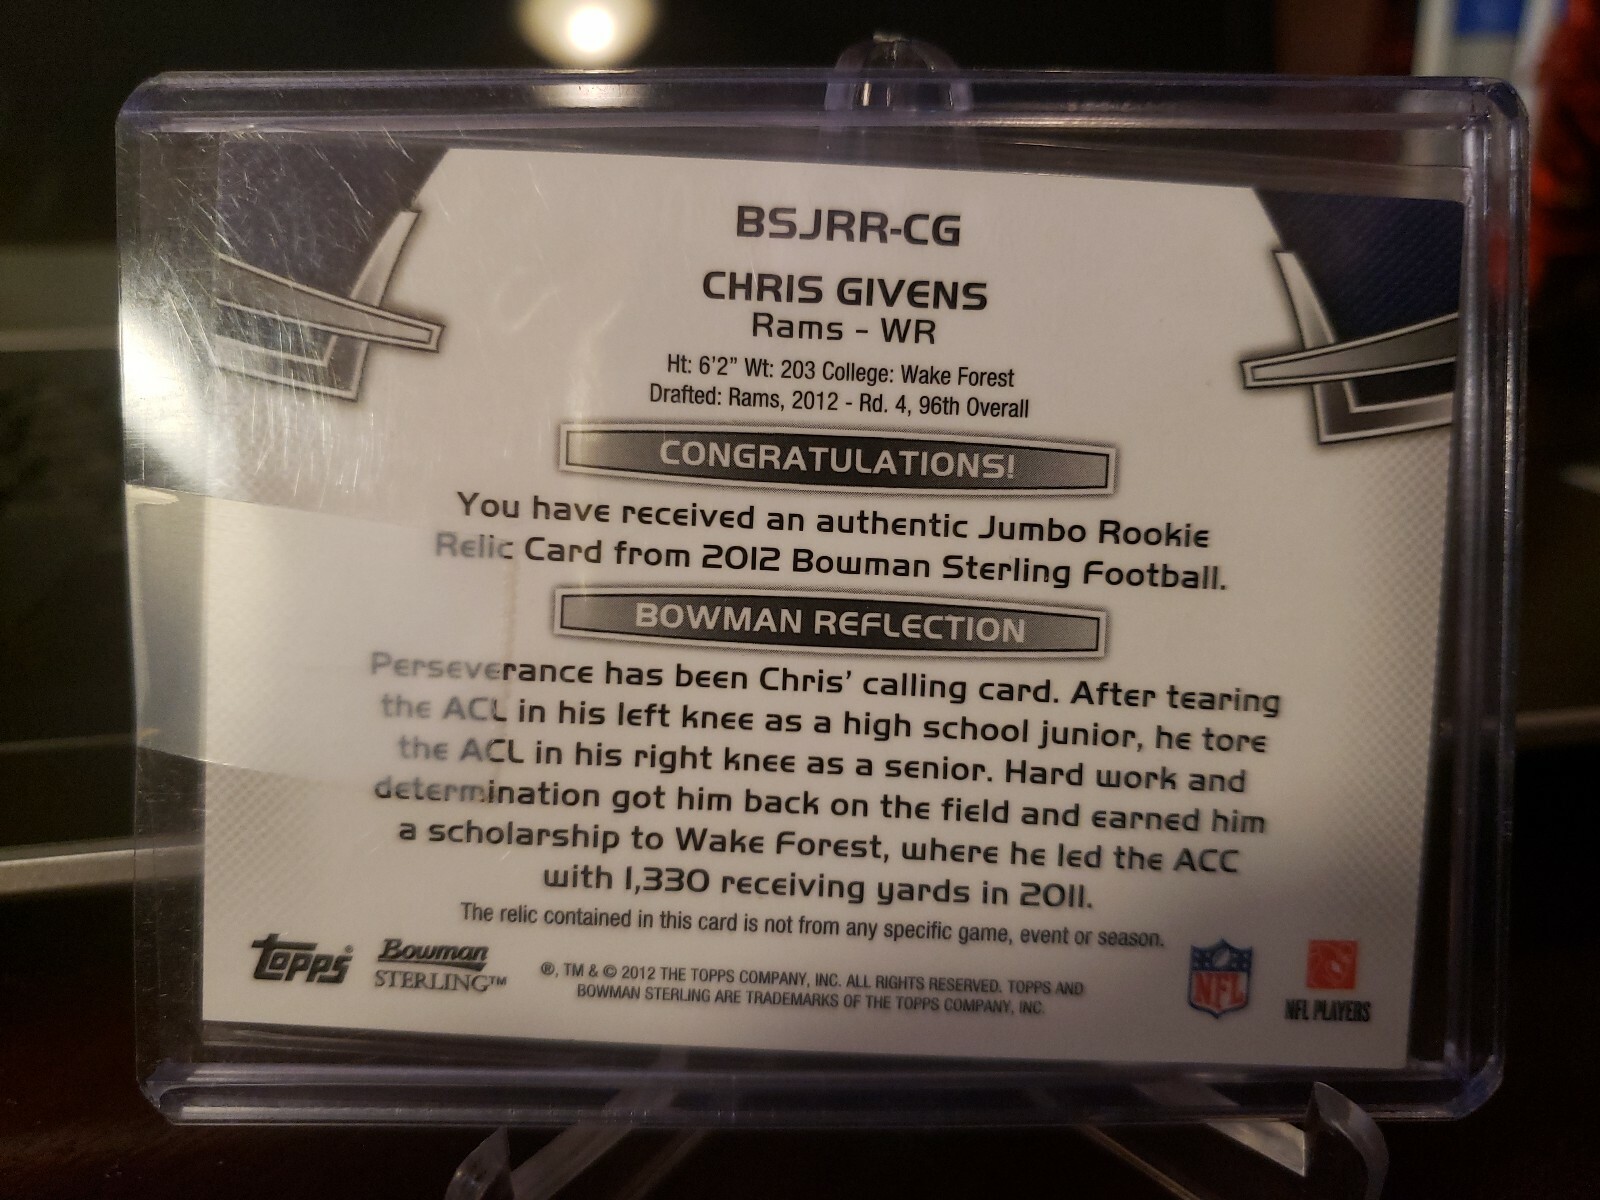 BSJRR-CG
CHRIS GIVENS
Rams - WR
Ht: 6'2" Wt: 203 College: Wake Forest
Drafted: Rams, 2012 - Rd. 4, 96th Overall
CONGRATULATIONS!
You have received an authentic Jumbo Rookie
Relic Card from 2012 Bowman Sterling Football.
BOWMAN REFLECTION
Perseverance has been Chris' calling card. After tearing
the ACL in his left knee as a high school junior, he tore
the ACL in his right knee as a senior. Hard work and
determination got him back on the field and earned him
a scholarship to Wake Forest, where he led the ACC
with 1,330 receiving yards in 2011.
The relic contained in this card is not from any specific game, event or season.
Topps®
Bowman
STERLING™
®, TM & © 2012 THE TOPPS COMPANY, INC. ALL RIGHTS RESERVED. TOPPS AND
BOWMAN STERLING ARE TRADEMARKS OF THE TOPPS COMPANY, INC.
NFL
NFL PLAYERS